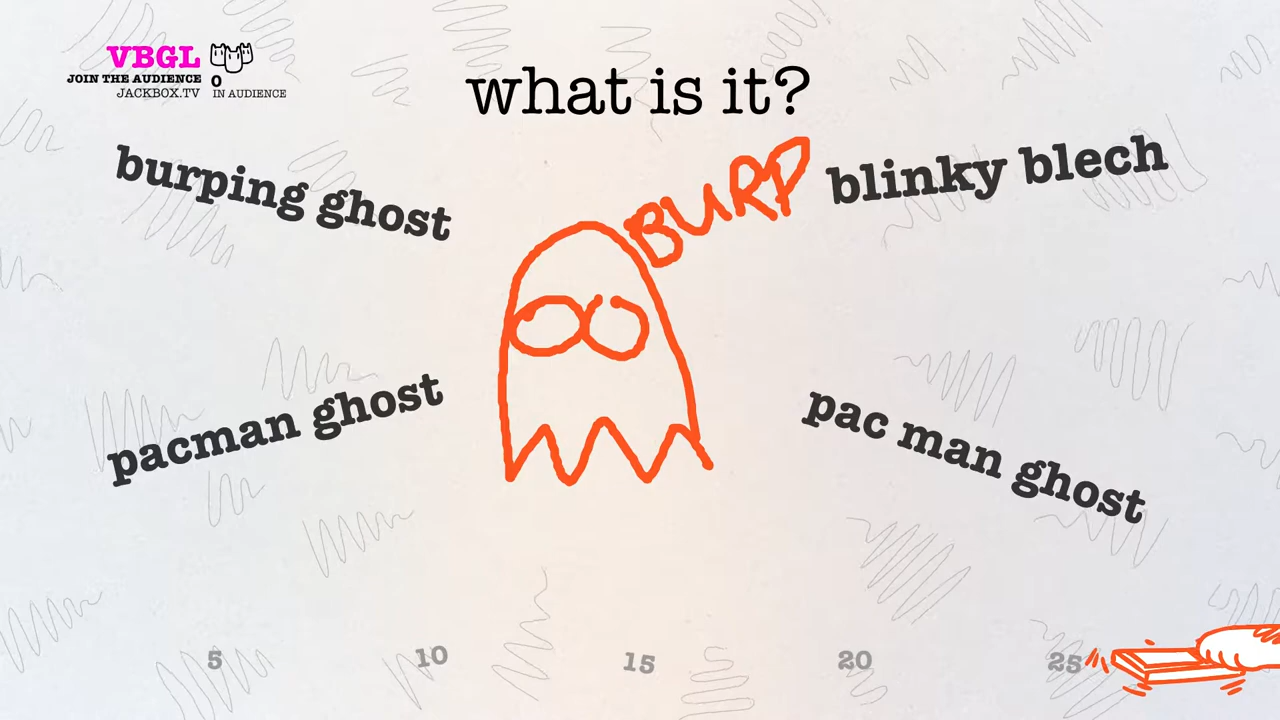 VBGL
JOIN THE AUDIENCE
JACKBOX.TV
0
IN AUDIENCE
what is it?
BURP
burping ghost
blinky blech
pacman ghost
pac man ghost
5 10 15 20 25